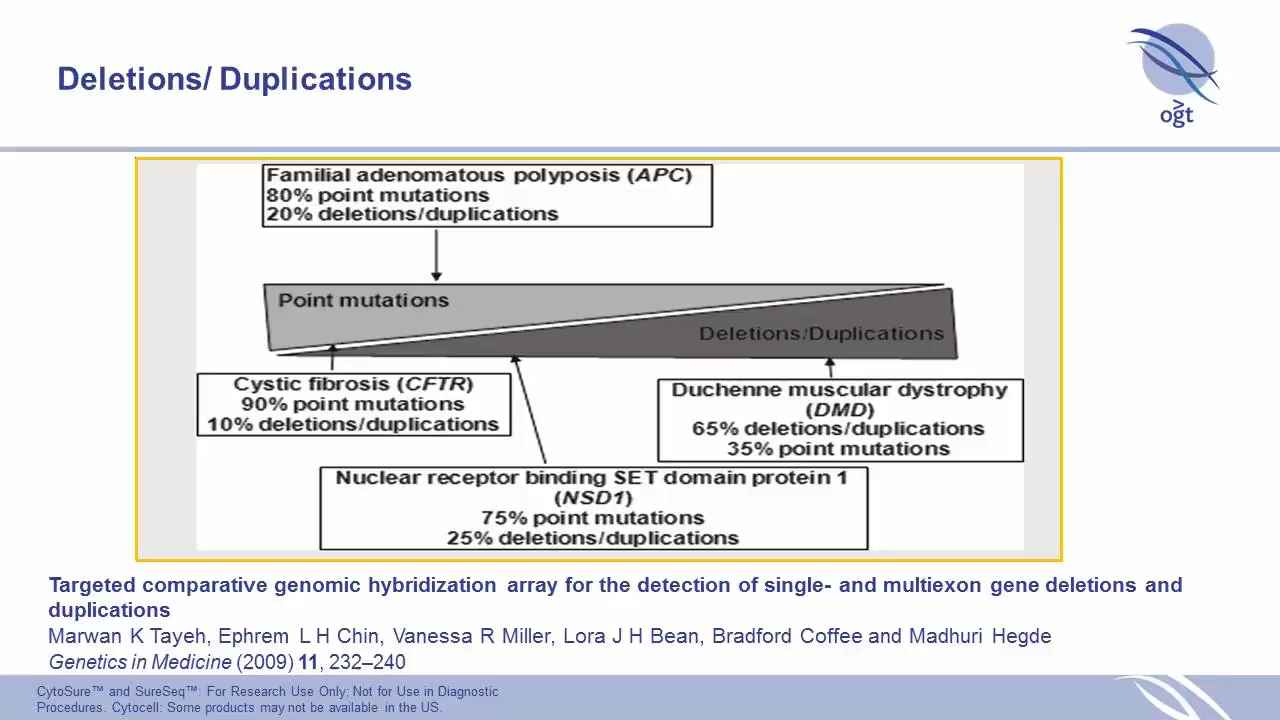 Deletions/ Duplications
ogt
Familial adenomatous polyposis (APC)
80% point mutations
20% deletions/duplications
Point mutations
Deletions/Duplications
Cystic fibrosis (CFTR)
90% point mutations
10% deletions/duplications
Duchenne muscular dystrophy
(DMD)
65% deletions/duplications
35% point mutations
Nuclear receptor binding SET domain protein 1
(NSD1)
75% point mutations
25% deletions/duplications
Targeted comparative genomic hybridization array for the detection of single- and multiexon gene deletions and
duplications
Marwan K Tayeh, Ephrem L H Chin, Vanessa R Miller, Lora J H Bean, Bradford Coffee and Madhuri Hegde
Genetics in Medicine (2009) 11, 232–240
CytoSure™ and SureSeq™: For Research Use Only; Not for Use in Diagnostic
Procedures. Cytocell: Some products may not be available in the US.